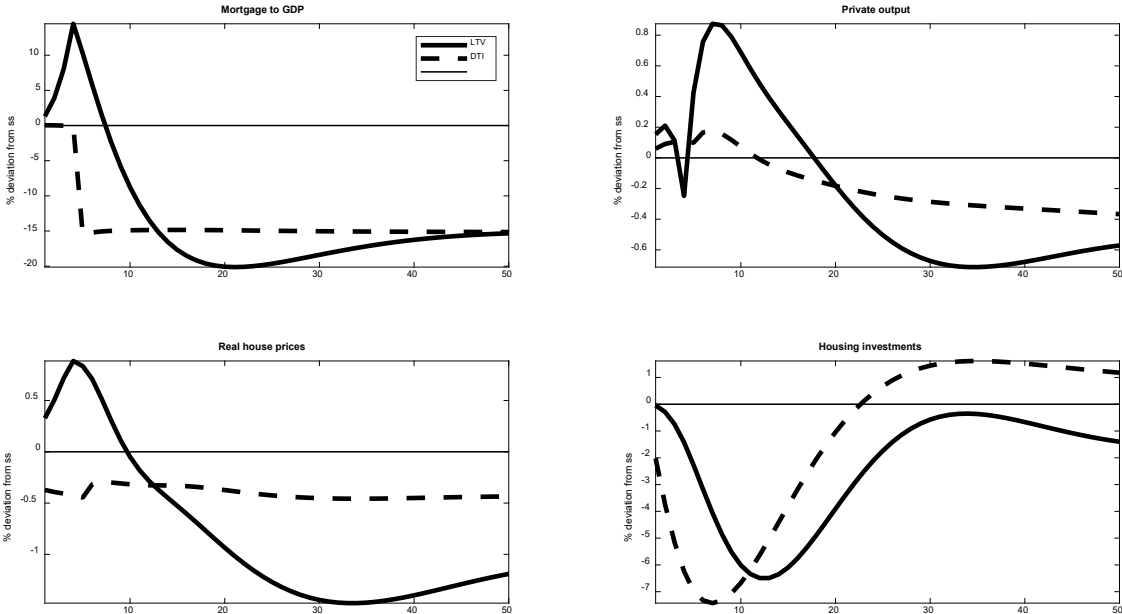 Mortgage to GDP
% deviation from ss
10
5
0
-5
-10
-15
-20
10 20 30 40 50
LTV
DTI
Private output
% deviation from ss
0.8
0.6
0.4
0.2
0
-0.2
-0.4
-0.6
10 20 30 40 50
Real house prices
% deviation from ss
0.5
0
-0.5
-1
10 20 30 40 50
Housing investments
% deviation from ss
1
0
-1
-2
-3
-4
-5
-6
-7
10 20 30 40 50